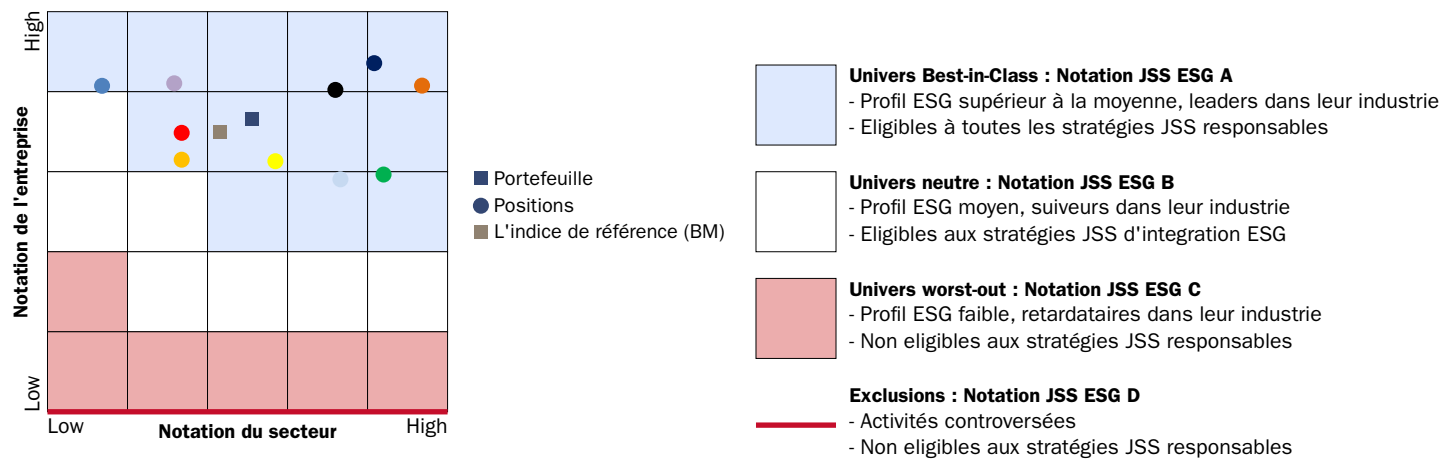 High
Notation de l'entreprise
Low
Low
Notation du secteur
High
Portefeuille
Positions
L'indice de référence (BM)
Univers Best-in-Class : Notation JSS ESG A
- Profil ESG supérieur à la moyenne, leaders dans leur industrie
- Eligibles à toutes les stratégies JSS responsables
Univers neutre : Notation JSS ESG B
- Profil ESG moyen, suiveurs dans leur industrie
- Eligibles aux stratégies JSS d'integration ESG
Univers worst-out : Notation JSS ESG C
- Profil ESG faible, retardataires dans leur industrie
- Non eligibles aux stratégies JSS responsables
Exclusions : Notation JSS ESG D
- Activités controversées
- Non eligibles aux stratégies JSS responsables